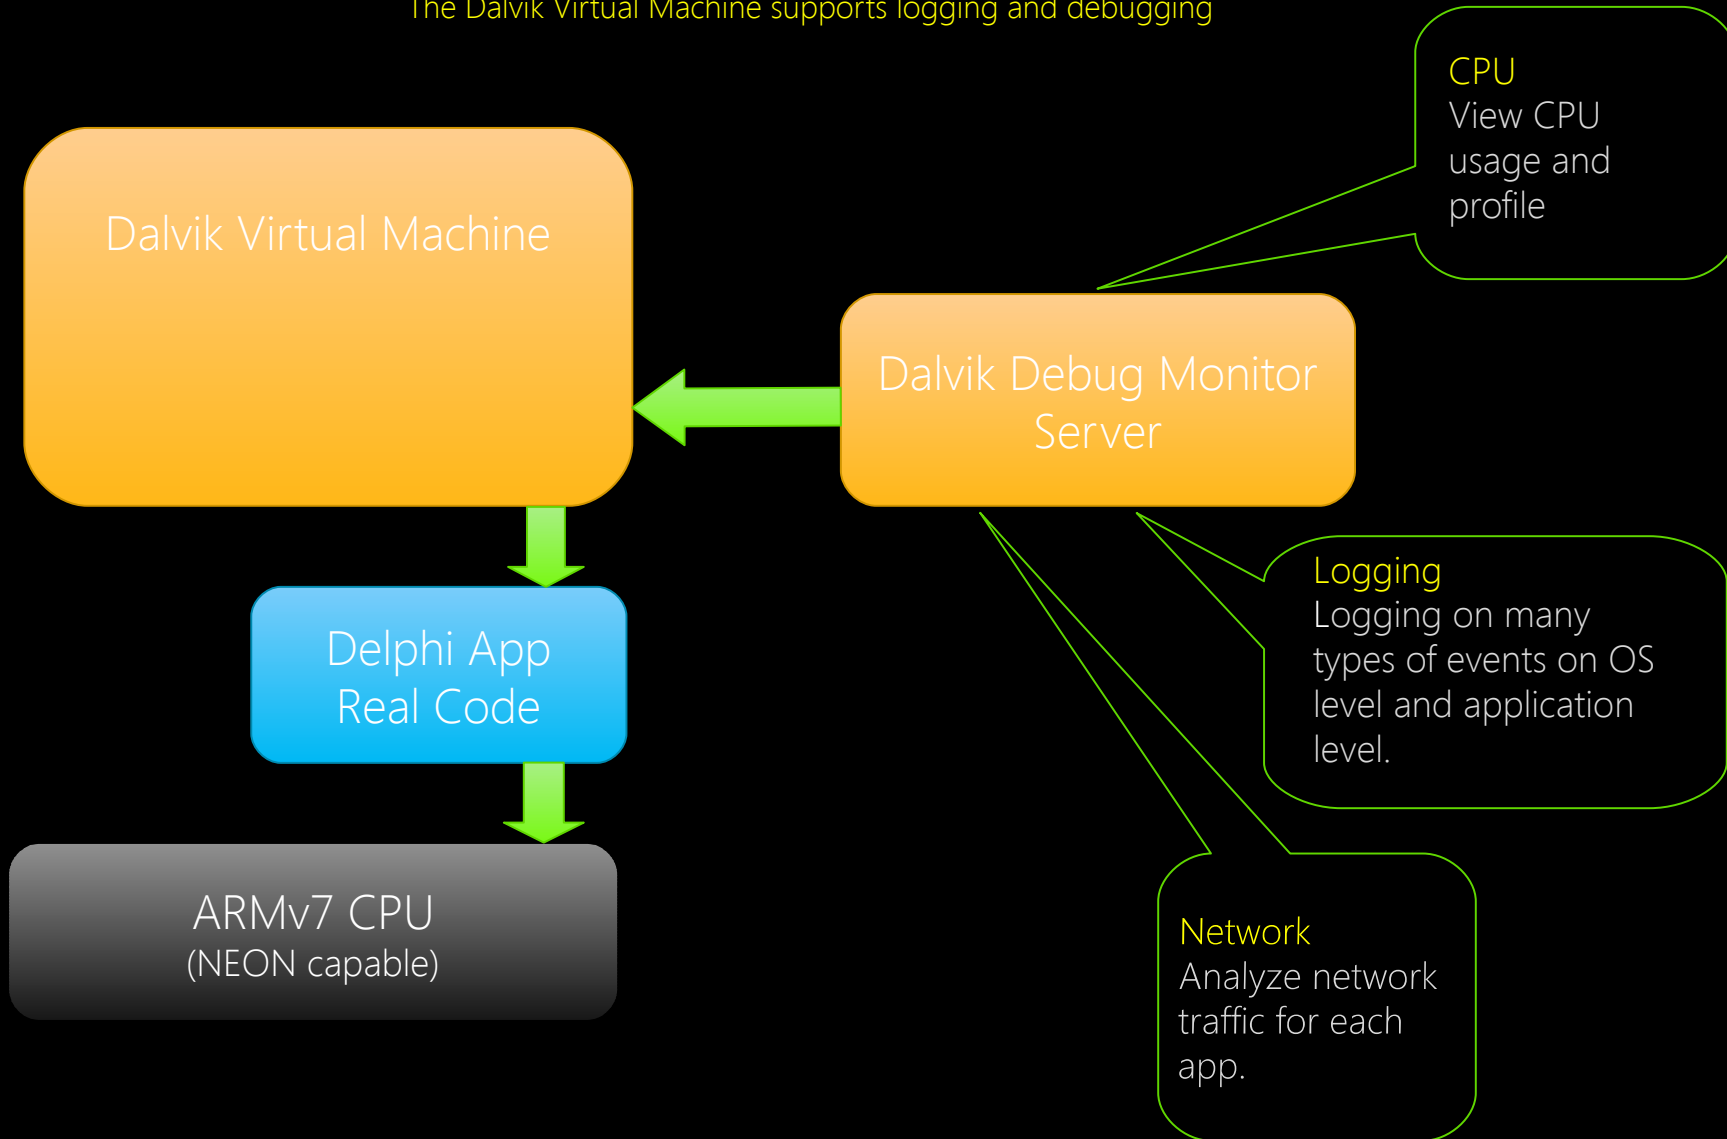 The Dalvik Virtual Machine supports logging and debugging
CPU
View CPU
usage and
profile
Dalvik Virtual Machine
Dalvik Debug Monitor
Server
Logging
Logging on many
types of events on OS
level and application
level.
Delphi App
Real Code
ARMv7 CPU
(NEON capable)
Network
Analyze network
traffic for each
app.